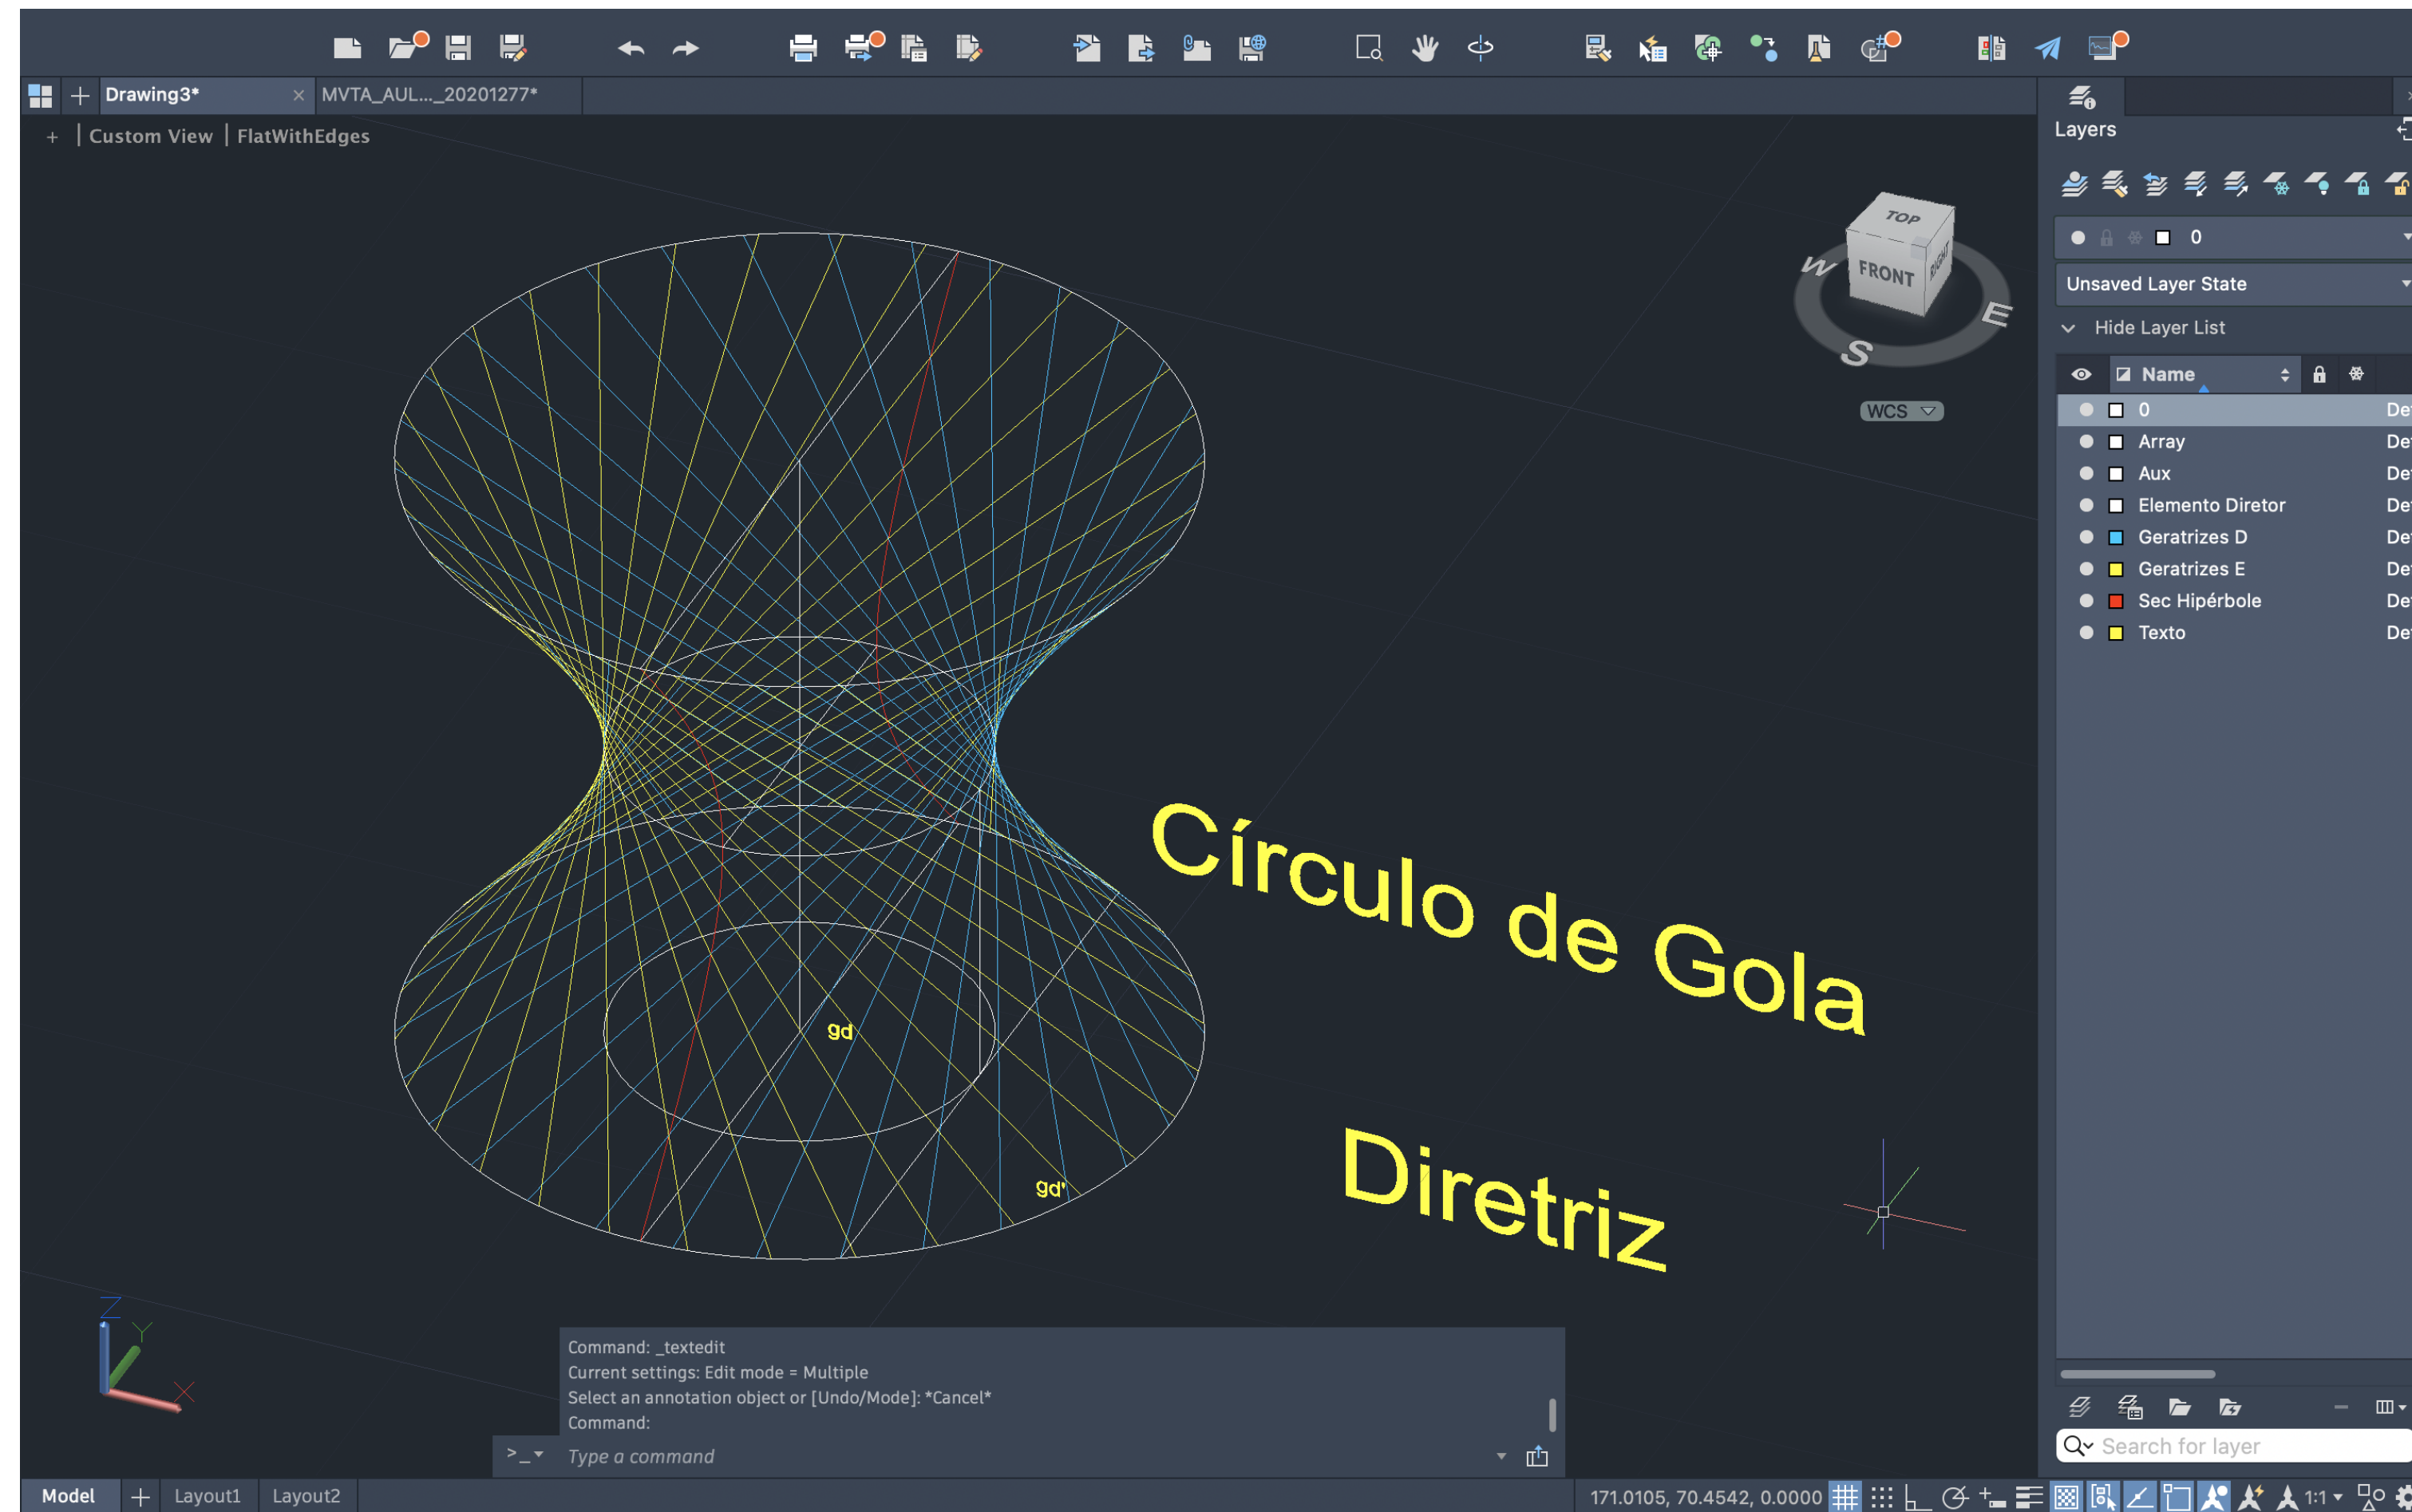 Drawing3*
MVTA_AUL..._20201277*
+ | Custom View | FlatWithEdges
Layers
TOP
FRONT
RIGHT
W
E
S
WCS
0
Unsaved Layer State
Hide Layer List
Name
0
Array
Aux
Elemento Diretor
Geratrizes D
Geratrizes E
Sec Hipérbole
Texto
Círculo de Gola
gd
gd'
Diretriz
Z
Y
X
Command: _textedit
Current settings: Edit mode = Multiple
Select an annotation object or [Undo/Mode]: *Cancel*
Command:
>_ Type a command
Search for layer
Model
Layout1
Layout2
171.0105, 70.4542, 0.0000
1:1